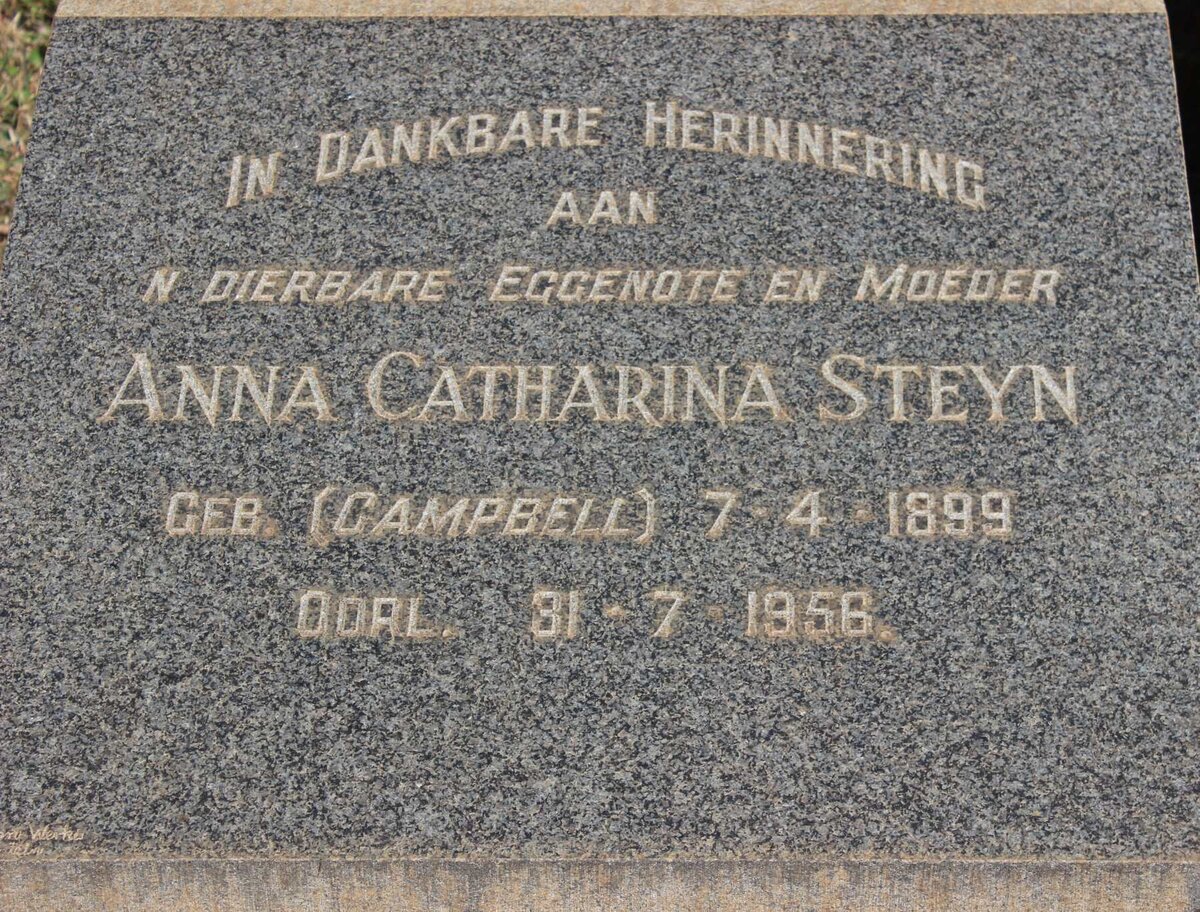 IN DANKBARE HERINNERING
AAN
N DIERBARE EGGENOTE EN MOEDER
ANNA CATHARINA STEYN
GEB. (CAMPBELL) 7-4-1899
OORL. 31-7-1956.
Werke